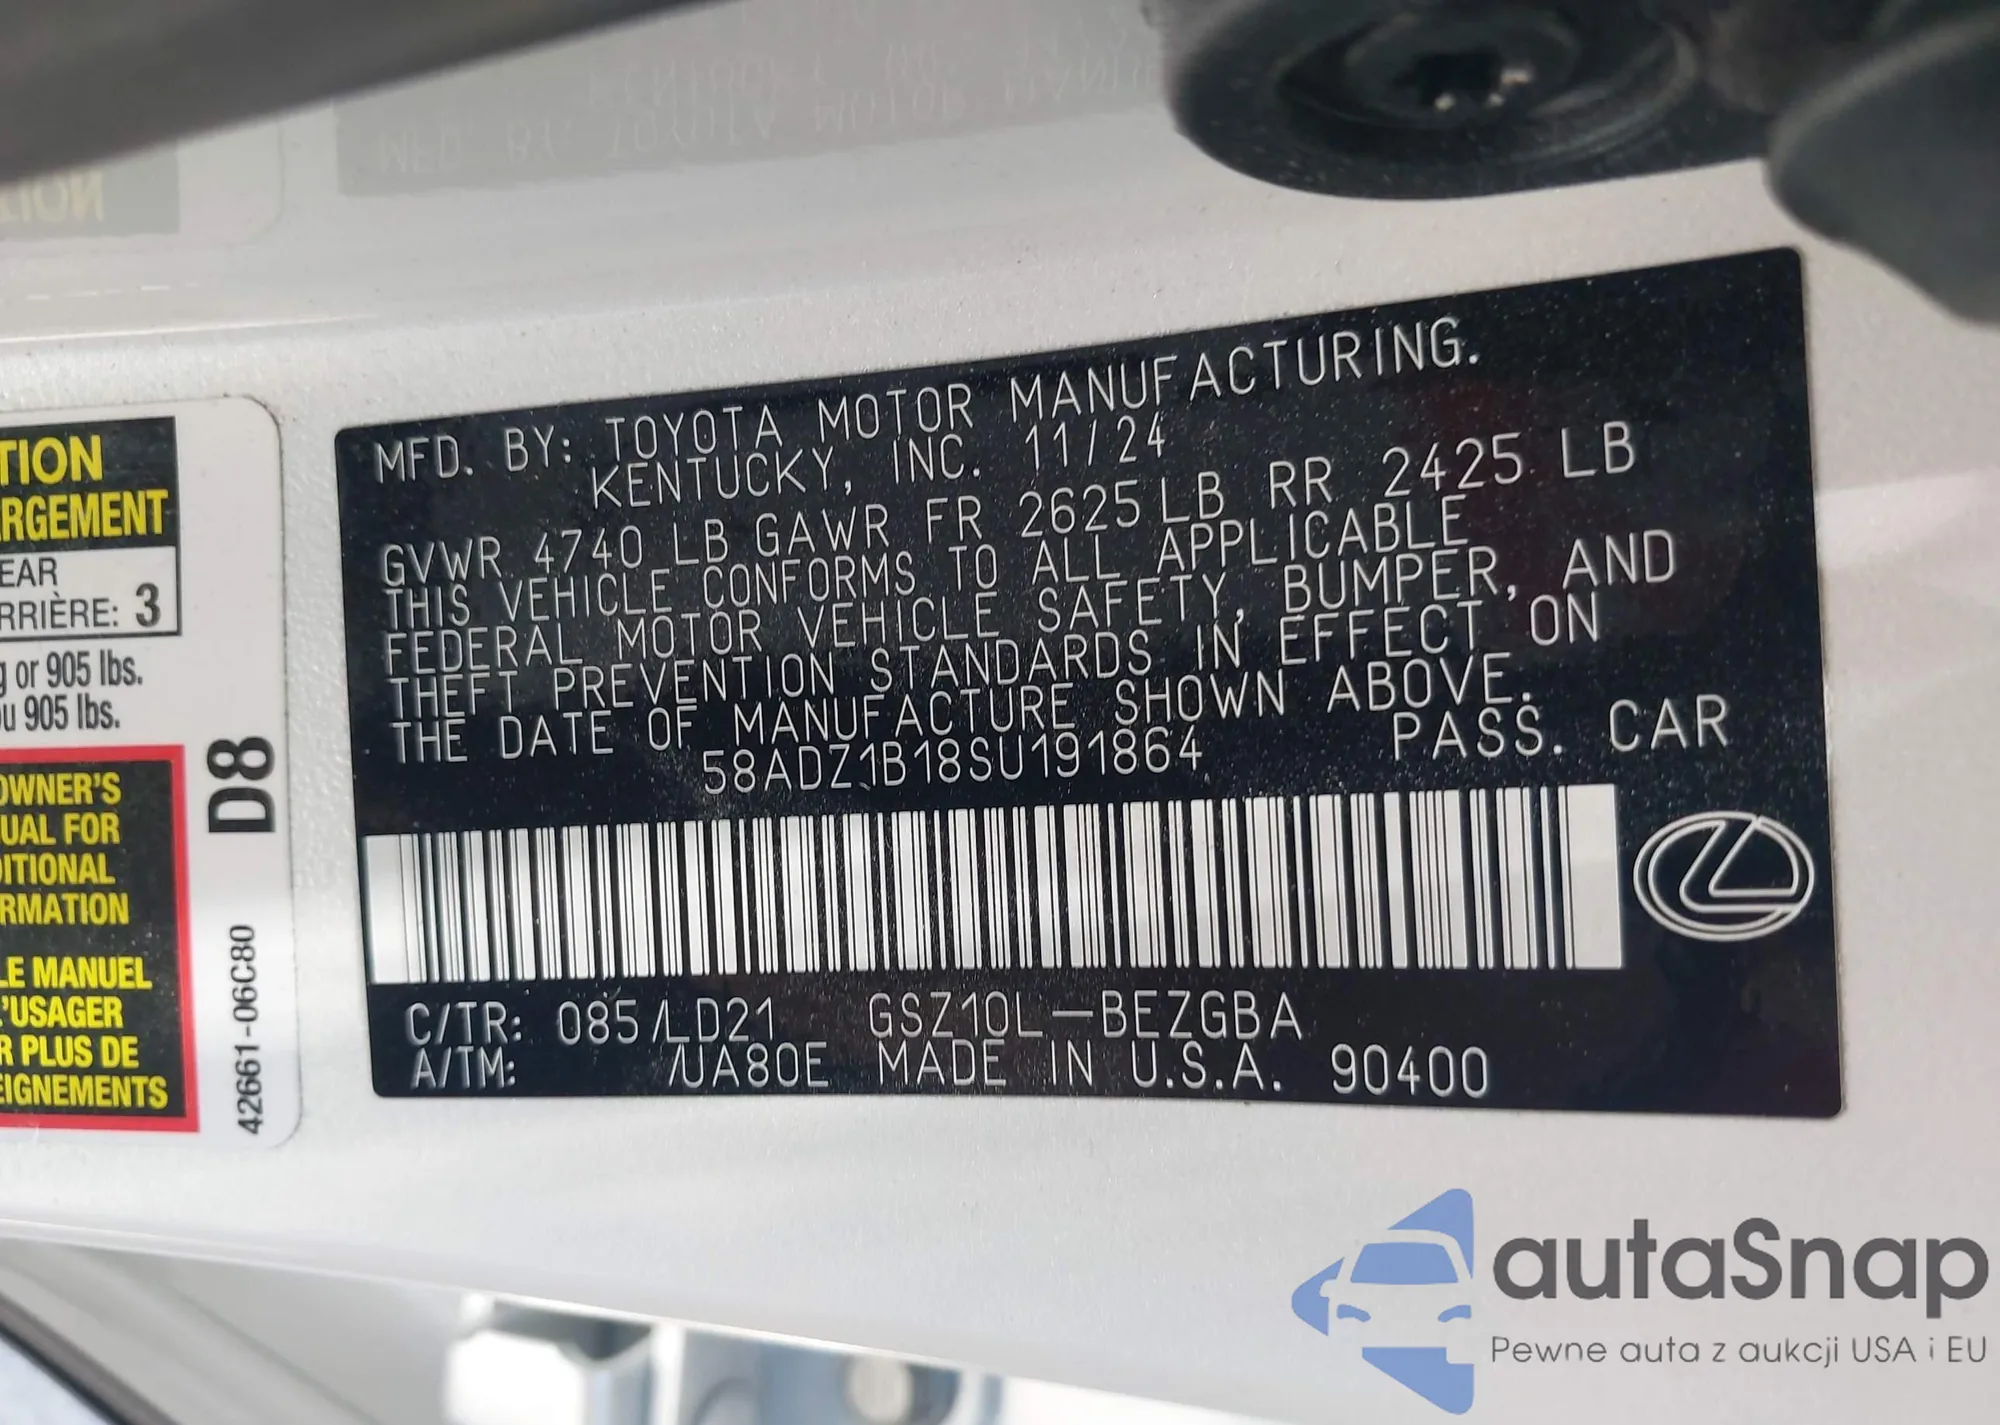 TION
RGEMENT
EAR
RRIÈRE: 3
g or 905 lbs.
ou 905 lbs.
OWNER'S
UAL FOR
DITIONAL
RMATION
LE MANUEL
L'USAGER
R PLUS DE
EIGNEMENTS
D8
42661-06C80
MFD. BY: TOYOTA MOTOR MANUFACTURING.
KENTUCKY, INC. 11/24
GVWR 4740 LB GAWR FR 2625 LB RR 2425 LB
THIS VEHICLE CONFORMS TO ALL APPLICABLE
FEDERAL MOTOR VEHICLE SAFETY, BUMPER, AND
THEFT PREVENTION STANDARDS IN EFFECT ON
THE DATE OF MANUFACTURE SHOWN ABOVE.
58ADZ1B18SU191864 PASS. CAR
C/TR: 085/LD21 GSZ10L-BEZGBA
A/TM: /UA80E MADE IN U.S.A. 90400
autaSnap
Pewne auta z aukcji USA i EU